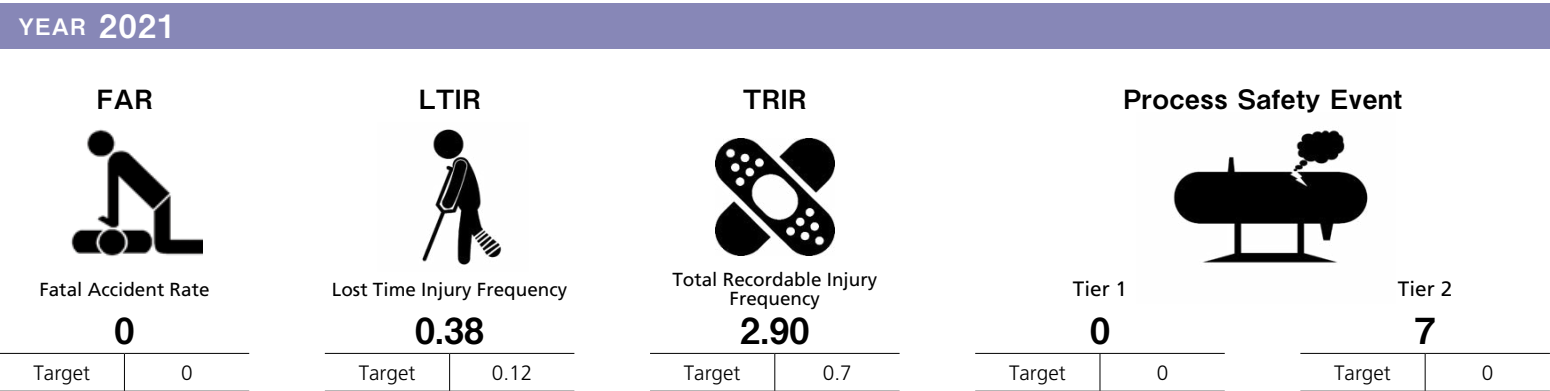 YEAR 2021
FAR
LTIR
TRIR
Process Safety Event
Fatal Accident Rate
Lost Time Injury Frequency
Total Recordable Injury
Frequency
Tier 1
Tier 2
0
0.38
2.90
0
7
Target 0
Target 0.12
Target 0.7
Target 0
Target 0